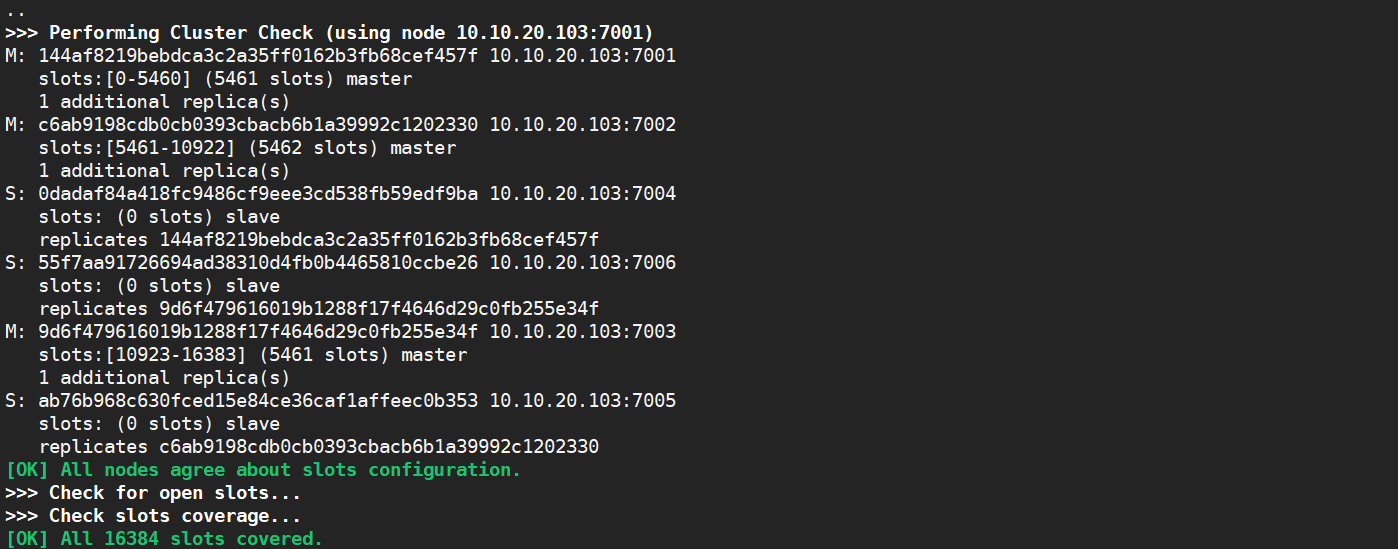 ..
>>> Performing Cluster Check (using node 10.10.20.103:7001)
M: 144af8219bebdca3c2a35ff0162b3fb68cef457f 10.10.20.103:7001
   slots:[0-5460] (5461 slots) master
   1 additional replica(s)
M: c6ab9198cdb0cb0393cbacb6b1a39992c1202330 10.10.20.103:7002
   slots:[5461-10922] (5462 slots) master
   1 additional replica(s)
S: 0dadaf84a418fc9486cf9eee3cd538fb59edf9ba 10.10.20.103:7004
   slots: (0 slots) slave
   replicates 144af8219bebdca3c2a35ff0162b3fb68cef457f
S: 55f7aa91726694ad38310d4fb0b4465810ccbe26 10.10.20.103:7006
   slots: (0 slots) slave
   replicates 9d6f479616019b1288f17f4646d29c0fb255e34f
M: 9d6f479616019b1288f17f4646d29c0fb255e34f 10.10.20.103:7003
   slots:[10923-16383] (5461 slots) master
   1 additional replica(s)
S: ab76b968c630fced15e84ce36caf1affeec0b353 10.10.20.103:7005
   slots: (0 slots) slave
   replicates c6ab9198cdb0cb0393cbacb6b1a39992c1202330
[OK] All nodes agree about slots configuration.
>>> Check for open slots...
>>> Check slots coverage...
[OK] All 16384 slots covered.